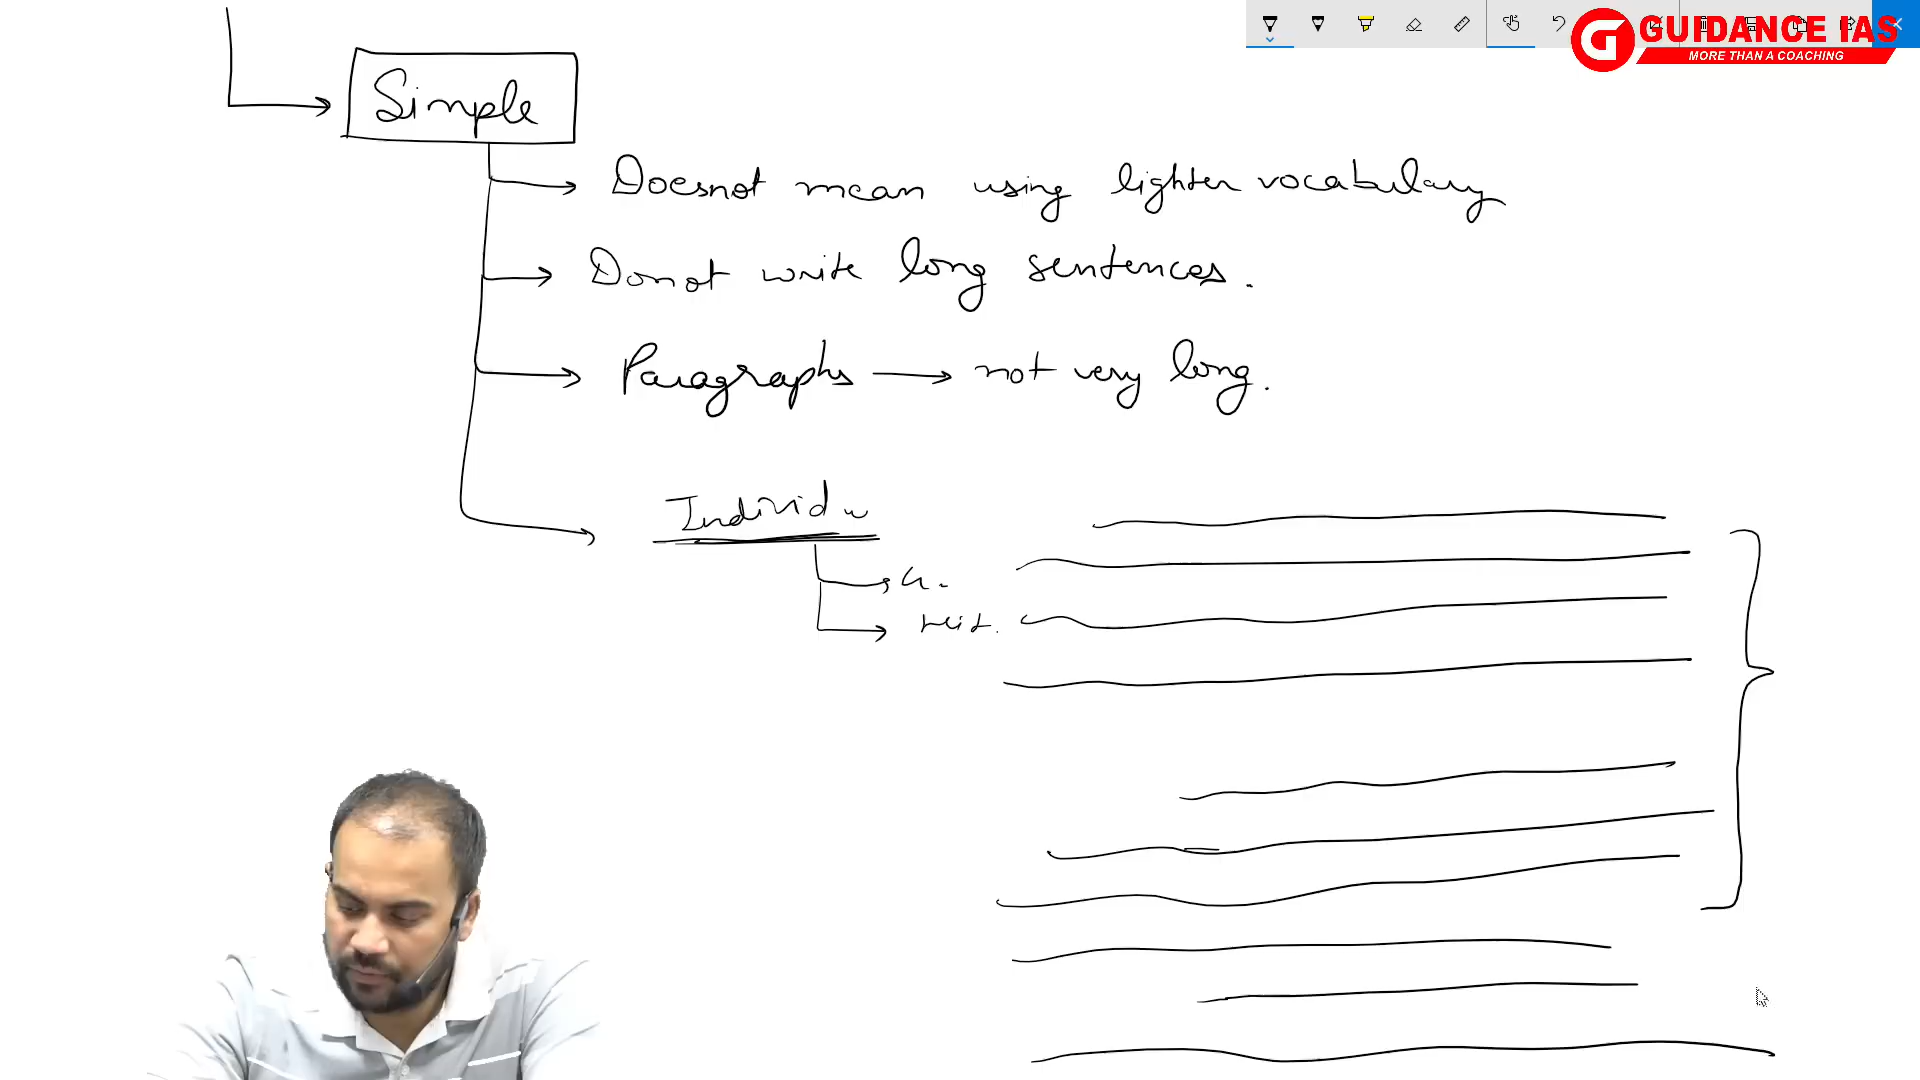 GUIDANCE IAS
MORE THAN A COACHING
Simple
Doesnot mean using lighter vocabulary
Donot write long sentences.
Paragraphs → not very long.
Individu